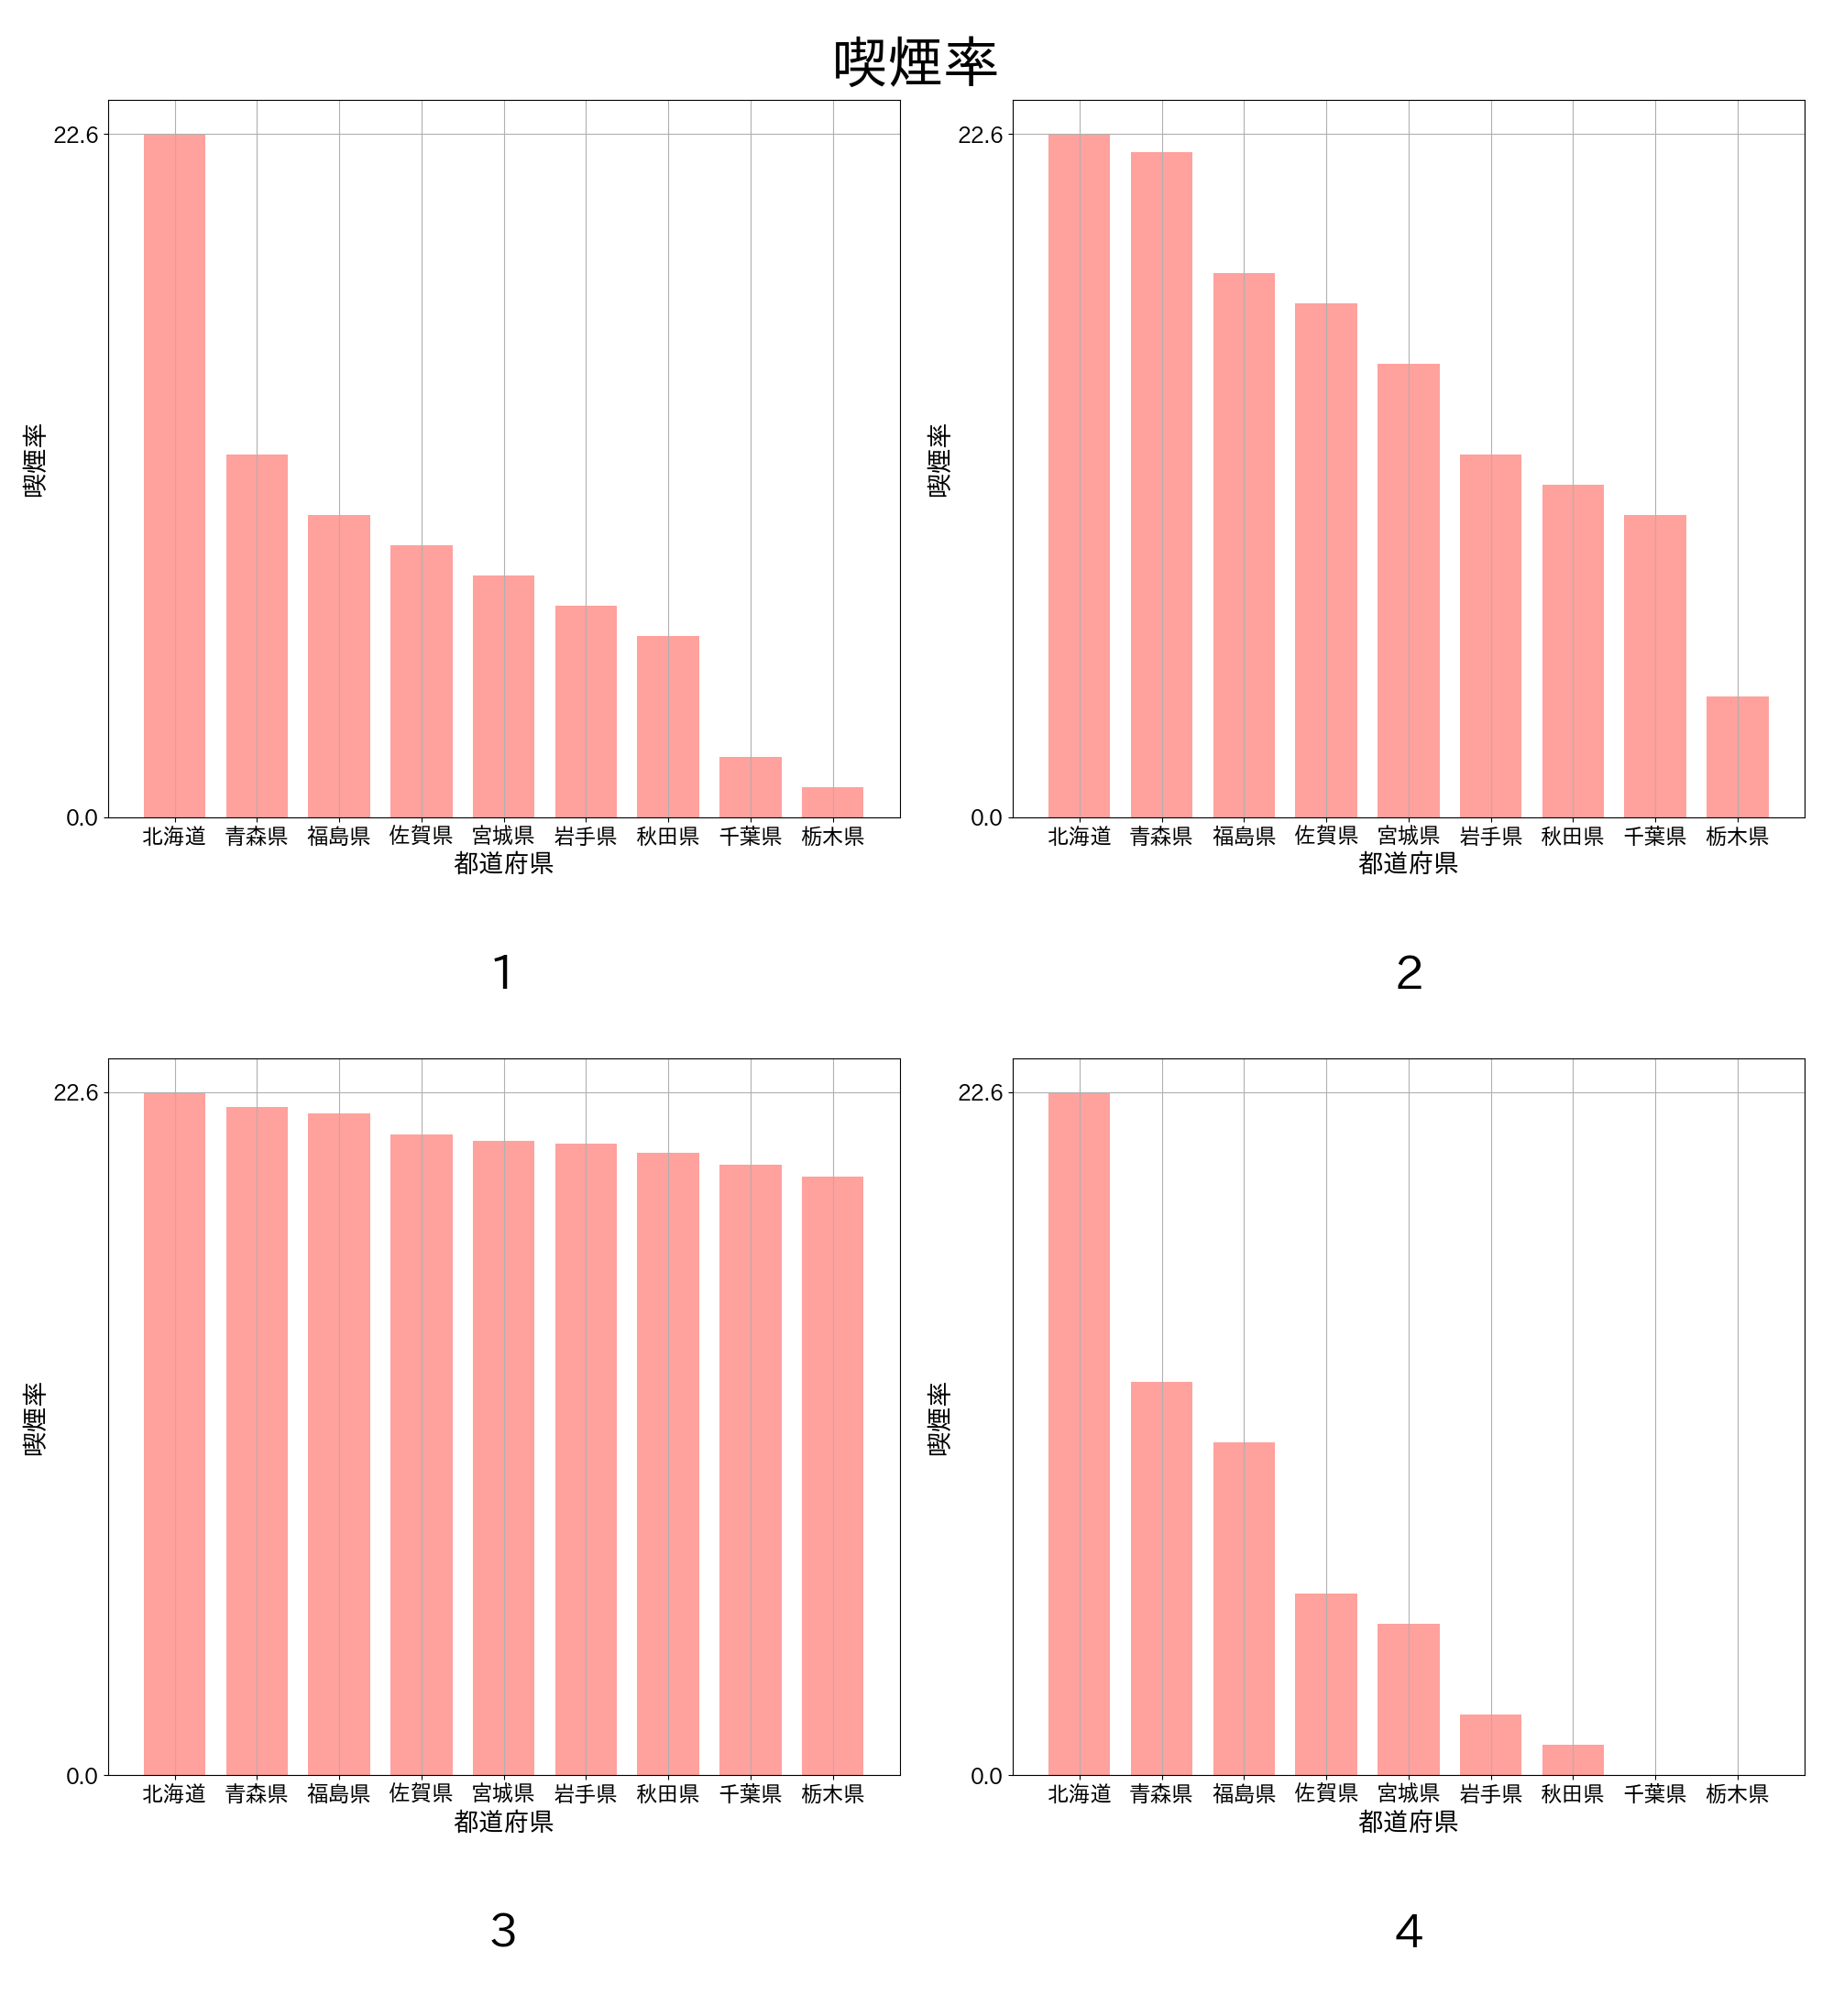 喫煙率
22.6
0.0
喫煙率
北海道 青森県 福島県 佐賀県 宮城県 岩手県 秋田県 千葉県 栃木県
都道府県
1
22.6
0.0
喫煙率
北海道 青森県 福島県 佐賀県 宮城県 岩手県 秋田県 千葉県 栃木県
都道府県
2
22.6
0.0
喫煙率
北海道 青森県 福島県 佐賀県 宮城県 岩手県 秋田県 千葉県 栃木県
都道府県
3
22.6
0.0
喫煙率
北海道 青森県 福島県 佐賀県 宮城県 岩手県 秋田県 千葉県 栃木県
都道府県
4